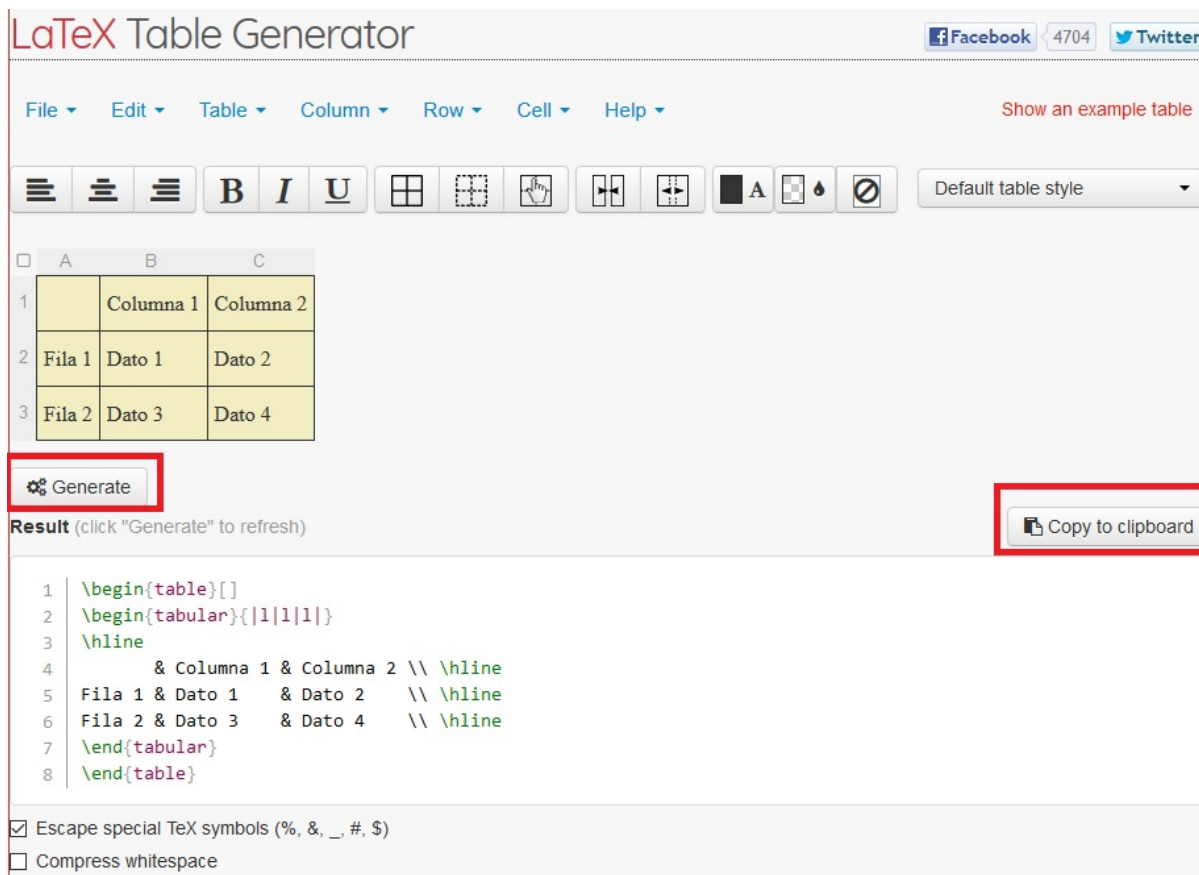 LaTeX Table Generator
Facebook 4704 Twitter
File Edit Table Column Row Cell Help Show an example table
B I U A Default table style
A B C
1 Columna 1 Columna 2
2 Fila 1 Dato 1 Dato 2
3 Fila 2 Dato 3 Dato 4
Generate
Result (click "Generate" to refresh)
Copy to clipboard
1 \begin{table}[]
2 \begin{tabular}{|l|l|l|}
3 \hline
4 & Columna 1 & Columna 2 \\ \hline
5 Fila 1 & Dato 1 & Dato 2 \\ \hline
6 Fila 2 & Dato 3 & Dato 4 \\ \hline
7 \end{tabular}
8 \end{table}
Escape special TeX symbols (%, &, _, #, $)
Compress whitespace